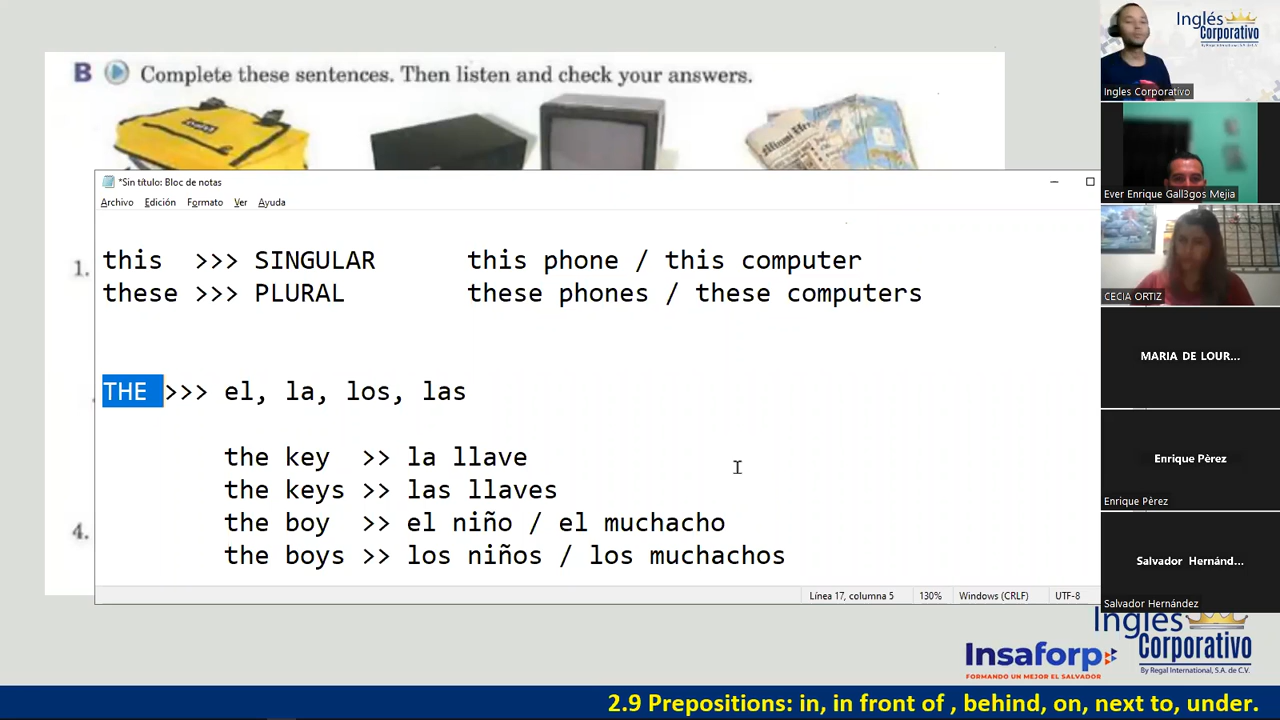 B Complete these sentences. Then listen and check your answers.
*Sin título: Bloc de notas
Archivo Edición Formato Ver Ayuda
1.
this >>> SINGULAR this phone / this computer
these >>> PLURAL these phones / these computers
THE >>> el, la, los, las
the key >> la llave
the keys >> las llaves
4.
the boy >> el niño / el muchacho
the boys >> los niños / los muchachos
Línea 17, columna 5 130% Windows (CRLF) UTF-8
Inglés
Corporativo
By Regal International, S.A. de C.V.
Ingles Corporativo
Ever Enrique Gall3gos Mejia
CECIA ORTIZ
MARIA DE LOUR...
Enrique Pèrez
Enrique Pèrez
Salvador Hernánd...
Salvador Hernández
Inglés
Corporativo
By Regal International, S.A. de C.V.
Insaforp
FORMANDO UN MEJOR EL SALVADOR
2.9 Prepositions: in, in front of , behind, on, next to, under.